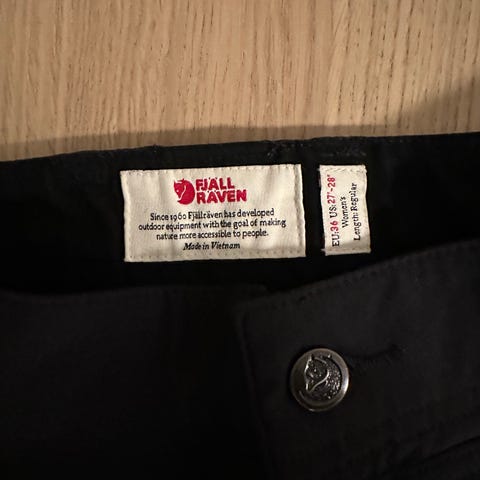 FJÄLL
RÄVEN
Since 1960 Fjällräven has developed
outdoor equipment with the goal of making
nature more accessible to people.
Made in Vietnam
EU:36 US:27"-28"
Women's
Length: Regular